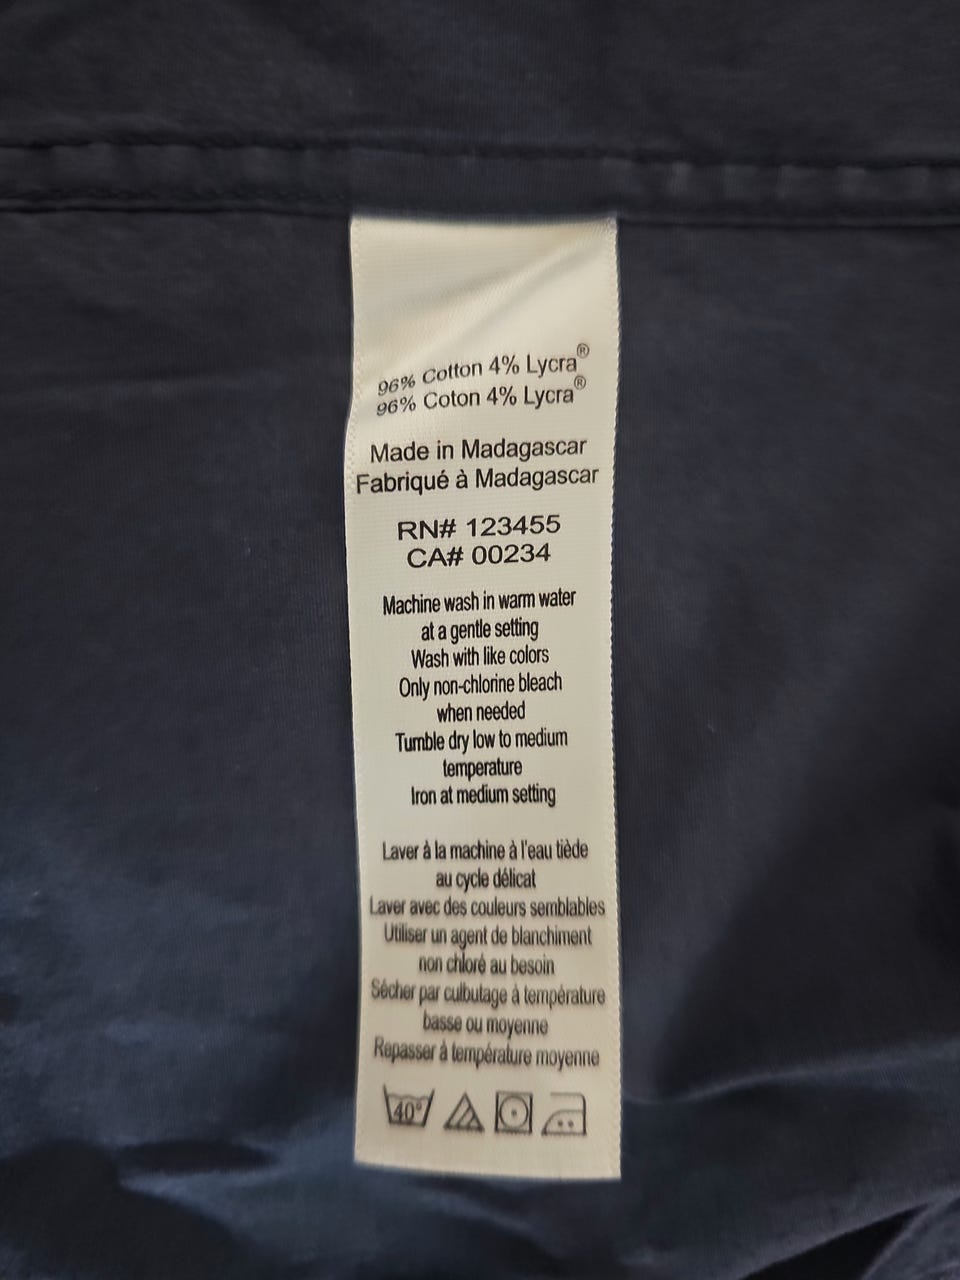 96% Cotton 4% Lycra®
96% Coton 4% Lycra®
Made in Madagascar
Fabriqué à Madagascar
RN# 123455
CA# 00234
Machine wash in warm water
at a gentle setting
Wash with like colors
Only non-chlorine bleach
when needed
Tumble dry low to medium
temperature
Iron at medium setting
Laver à la machine à l'eau tiède
au cycle délicat
Laver avec des couleurs semblables
Utiliser un agent de blanchiment
non chloré au besoin
Sécher par culbutage à température
basse ou moyenne
Repasser à température moyenne
40°